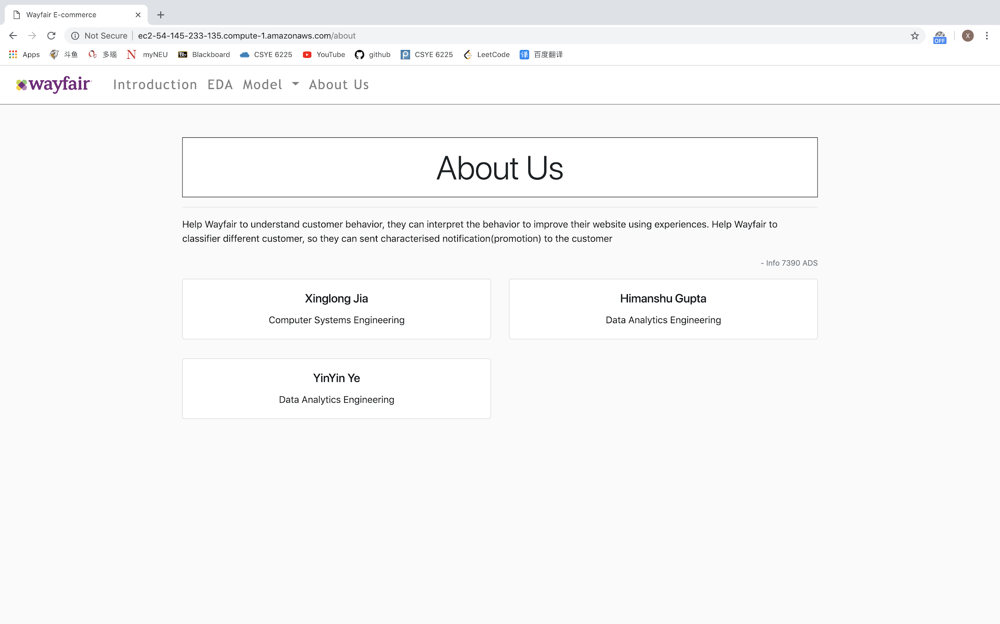 Wayfair E-commerce
Not Secure ec2-54-145-233-135.compute-1.amazonaws.com/about
OFF
X
Apps 斗鱼 多瑙 N myNEU Bb Blackboard CSYE 6225 YouTube github P CSYE 6225 LeetCode 译 百度翻译
wayfair Introduction EDA Model About Us
About Us
Help Wayfair to understand customer behavior, they can interpret the behavior to improve their website using experiences. Help Wayfair to
classifier different customer, so they can sent characterised notification(promotion) to the customer
- Info 7390 ADS
Xinglong Jia
Computer Systems Engineering
Himanshu Gupta
Data Analytics Engineering
YinYin Ye
Data Analytics Engineering